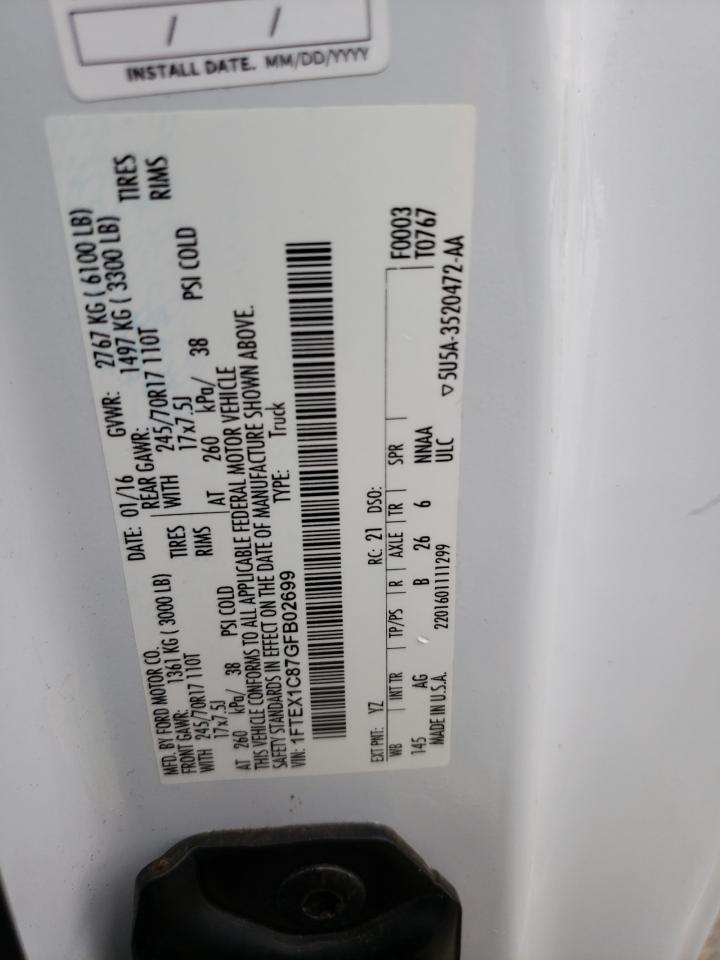 / /
INSTALL DATE. MM/DD/YYYY
MFD. BY FORD MOTOR CO. DATE: 01/16 GVWR: 2767 KG ( 6100 LB)
FRONT GAWR: 1361 KG ( 3000 LB) REAR GAWR: 1497 KG ( 3300 LB)
WITH 245/70R17 110T TIRES WITH 245/70R17 110T TIRES
17x7.5J RIMS 17x7.5J RIMS
AT 260 kPa/ 38 PSI COLD AT 260 kPa/ 38 PSI COLD
THIS VEHICLE CONFORMS TO ALL APPLICABLE FEDERAL MOTOR VEHICLE
SAFETY STANDARDS IN EFFECT ON THE DATE OF MANUFACTURE SHOWN ABOVE.
VIN: 1FTEX1C87GFB02699 TYPE: Truck
EXT PNT: YZ RC: 21 DSO: F0003
WB INT TR TP/PS R AXLE TR SPR T0767
145 AG B 26 6 NNAA
MADE IN U.S.A. 2201601111299 ULC ▽ 5U5A-3520472-AA